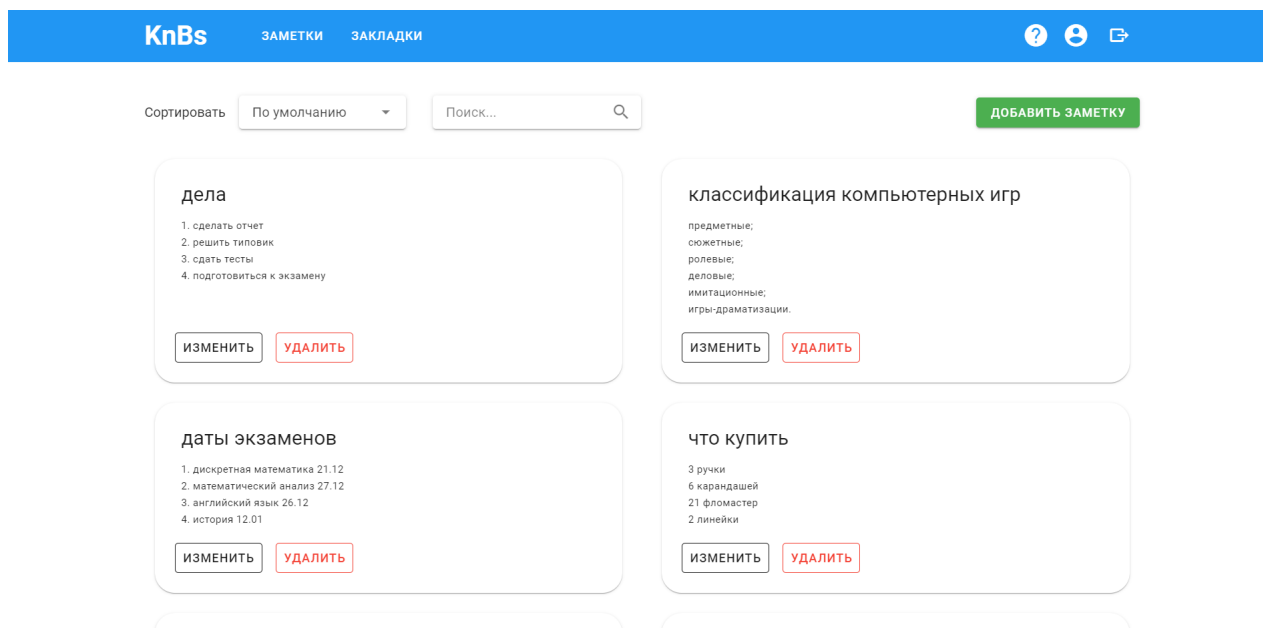 KnBs ЗАМЕТКИ ЗАКЛАДКИ
Сортировать По умолчанию Поиск... ДОБАВИТЬ ЗАМЕТКУ
дела
1. сделать отчет
2. решить типовик
3. сдать тесты
4. подготовиться к экзамену
ИЗМЕНИТЬ УДАЛИТЬ
классификация компьютерных игр
предметные;
сюжетные;
ролевые;
деловые;
имитационные;
игры-драматизации.
ИЗМЕНИТЬ УДАЛИТЬ
даты экзаменов
1. дискретная математика 21.12
2. математический анализ 27.12
3. английский язык 26.12
4. история 12.01
ИЗМЕНИТЬ УДАЛИТЬ
что купить
3 ручки
6 карандашей
21 фломастер
2 линейки
ИЗМЕНИТЬ УДАЛИТЬ